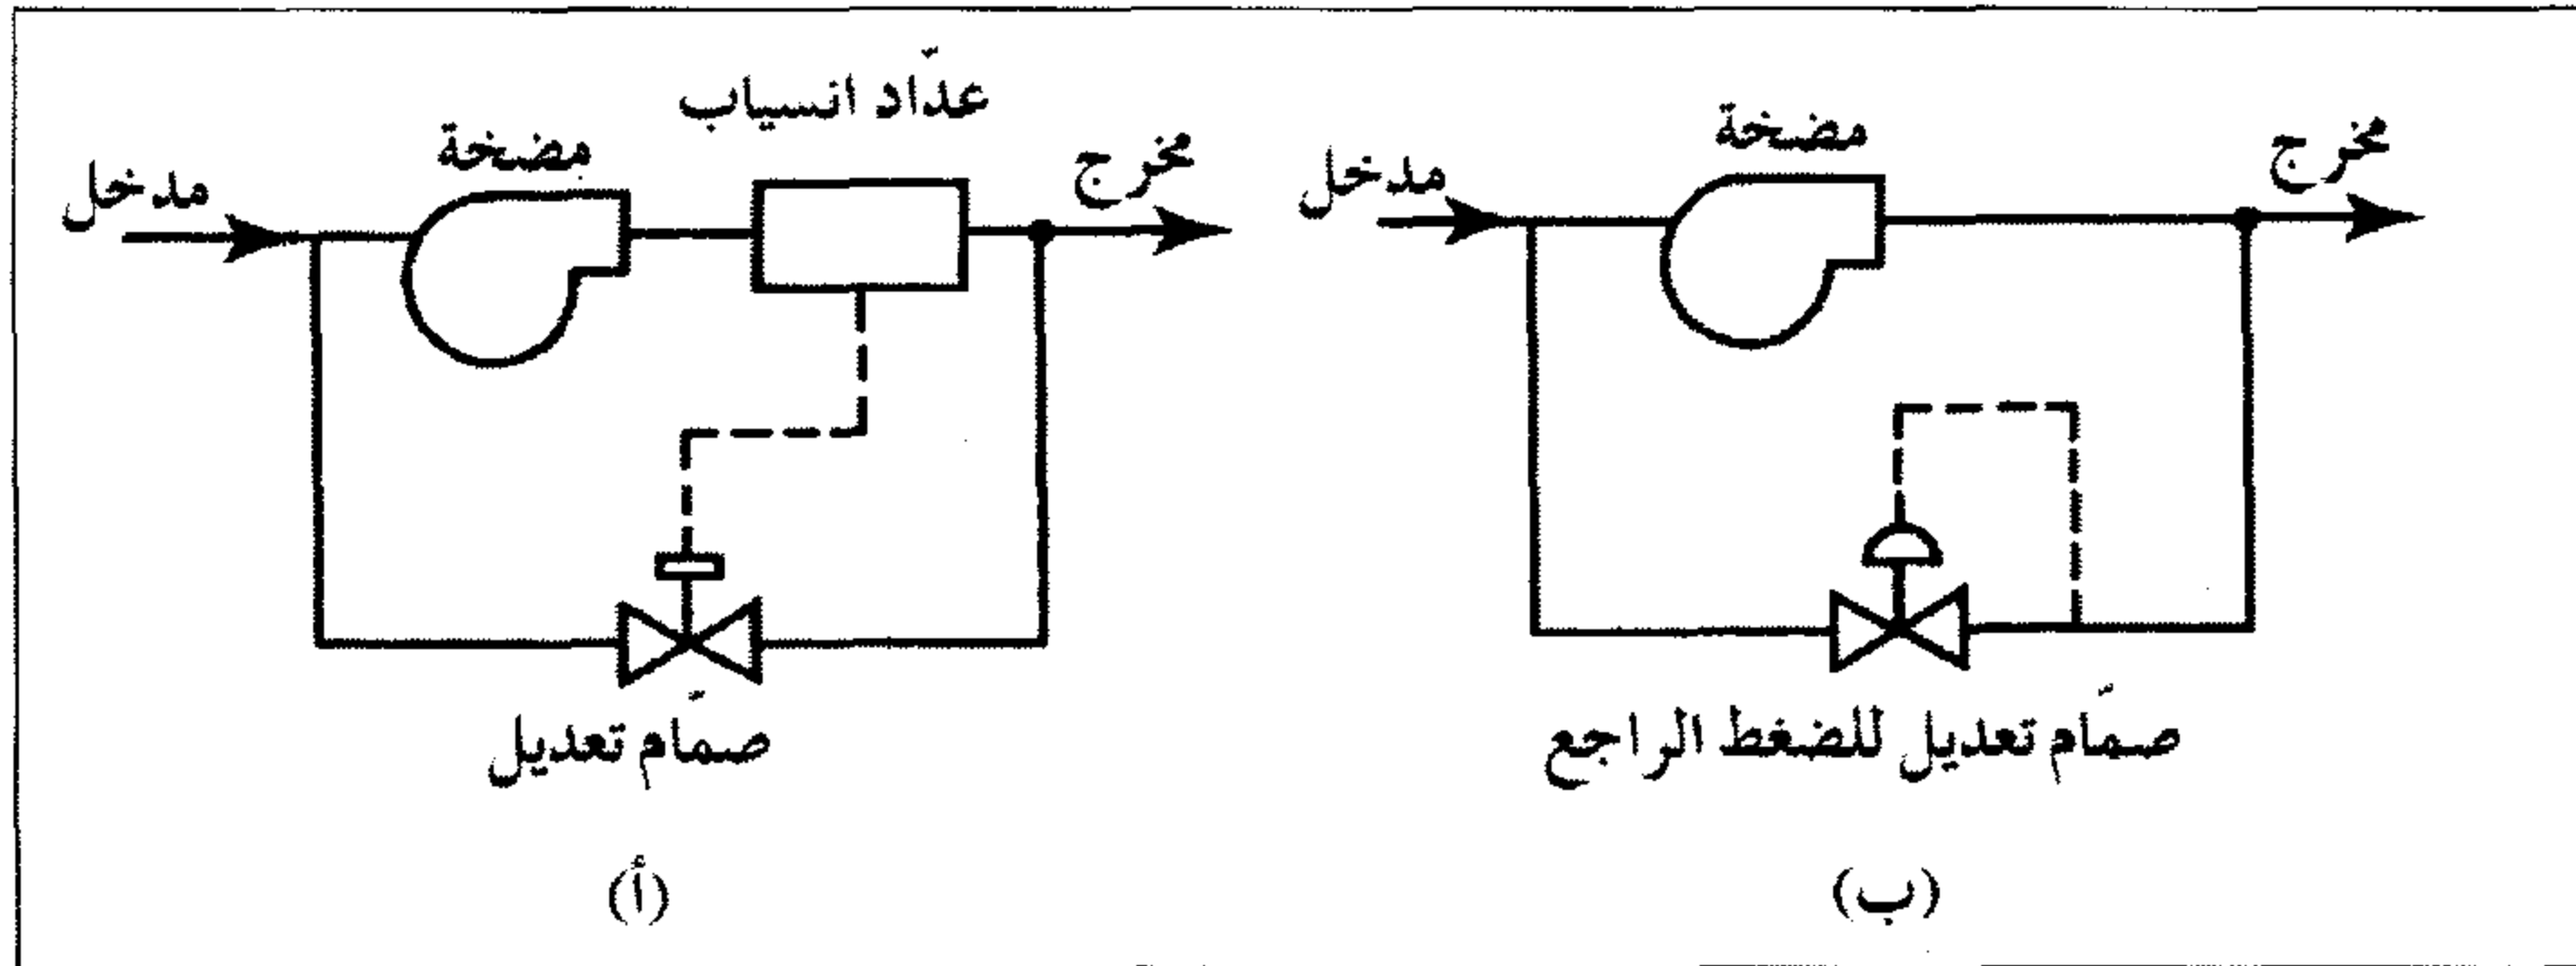 عدّاد انسياب
مضخة
مخرج
مدخل
صمّام تعديل
(أ)
مضخة
مخرج
مدخل
صمّام تعديل للضغط الراجع
(ب)